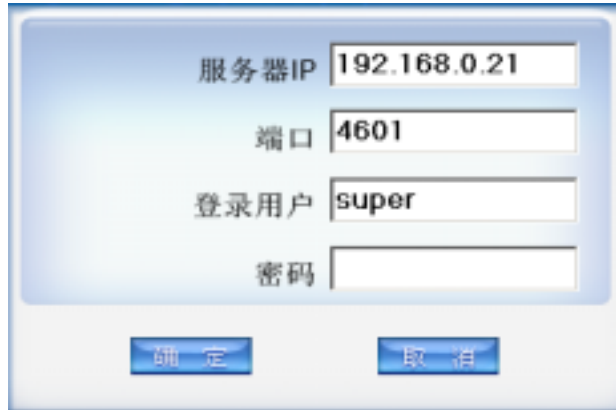 服务器IP 192.168.0.21
端口 4601
登录用户 super
密码
确 定 取 消